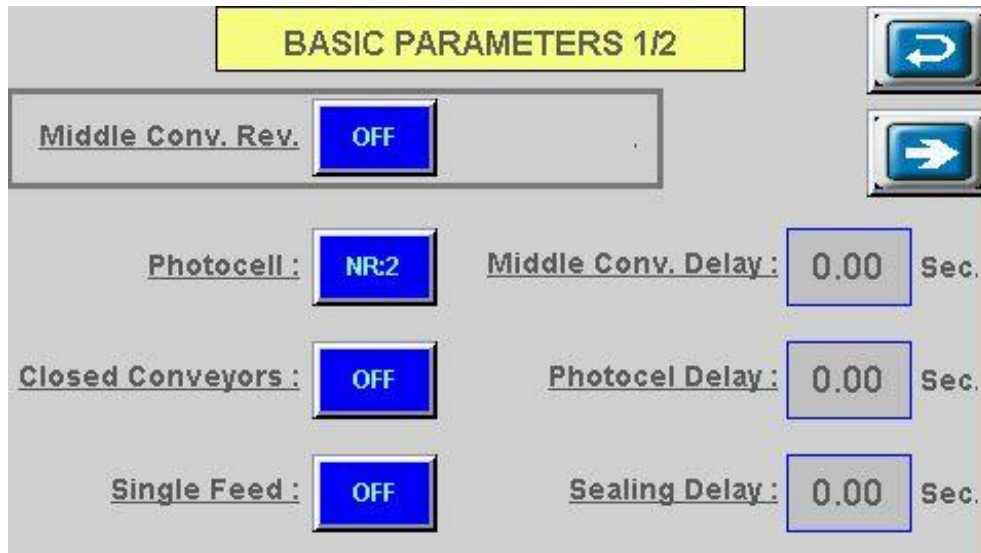 BASIC PARAMETERS 1/2
Middle Conv. Rev. OFF
Photocell : NR:2 Middle Conv. Delay : 0.00 Sec.
Closed Conveyors : OFF Photocel Delay : 0.00 Sec.
Single Feed : OFF Sealing Delay : 0.00 Sec.